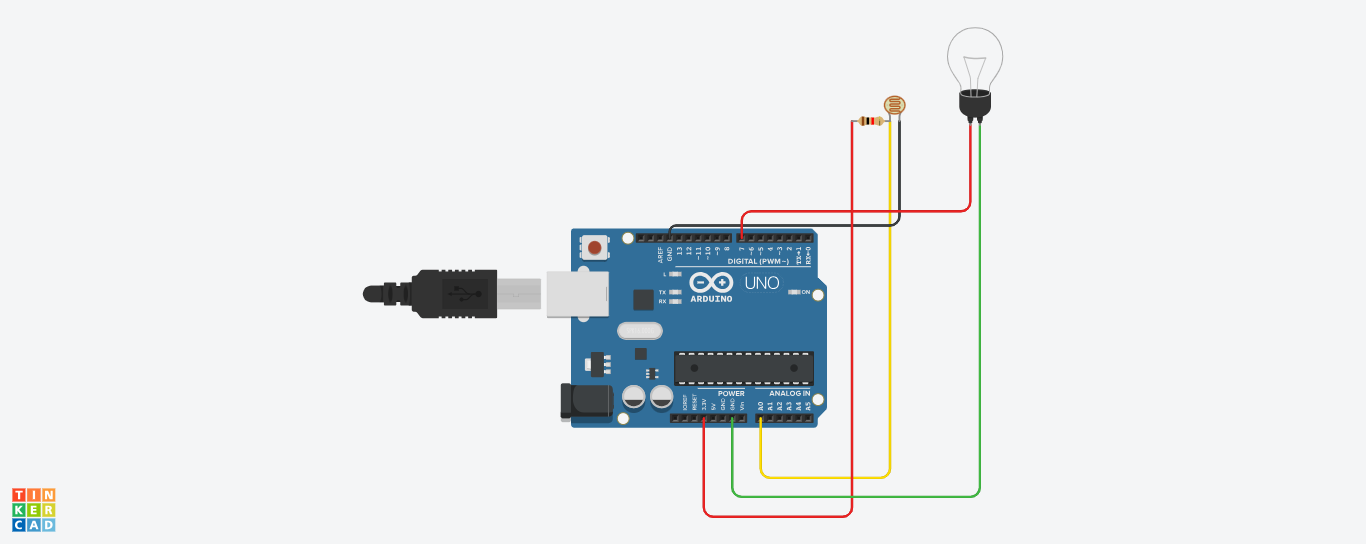 AREF
GND
13
12
~11
~10
~9
8
7
~6
~5
4
~3
2
TX→1
RX←0
DIGITAL (PWM~)
L
TX
RX
ARDUINO
UNO
ON
POWER
ANALOG IN
IOREF
RESET
3.3V
5V
GND
GND
Vin
A0
A1
A2
A3
A4
A5
TIN
KER
CAD